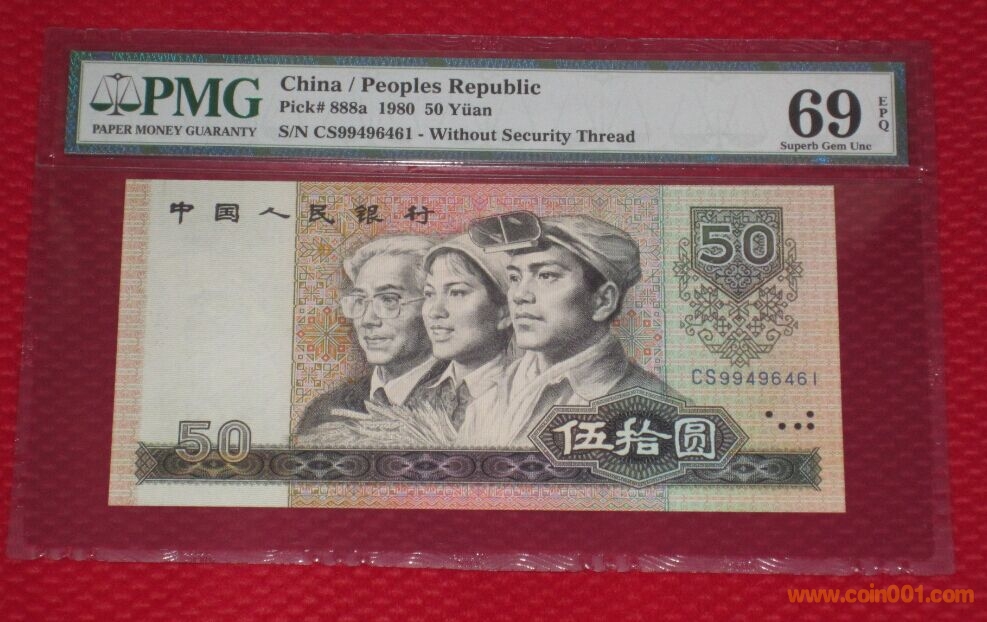 PMG
PAPER MONEY GUARANTY
China / Peoples Republic
Pick# 888a 1980 50 Yüan
S/N CS99496461 - Without Security Thread
69
EPQ
Superb Gem Unc
中国人民银行
50
CS99496461
50
伍拾圆
www.coin001.com